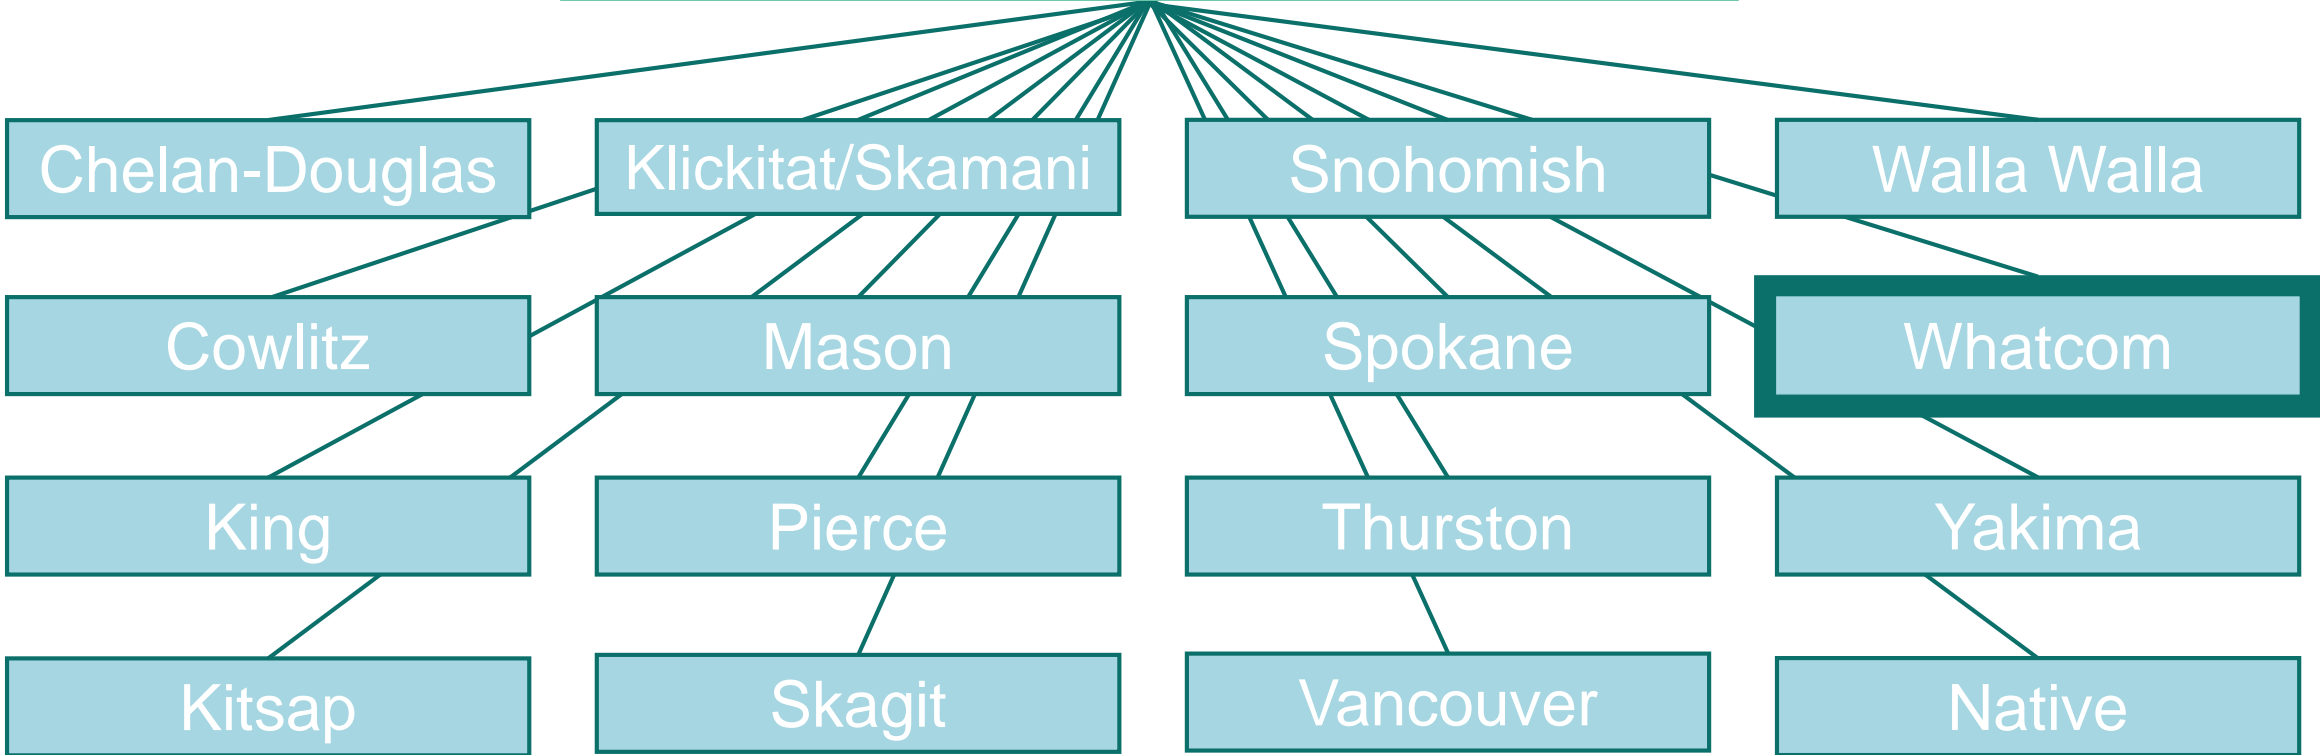 Chelan-Douglas
Klickitat/Skamani
Snohomish
Walla Walla
Cowlitz
Mason
Spokane
Whatcom
King
Pierce
Thurston
Yakima
Kitsap
Skagit
Vancouver
Native